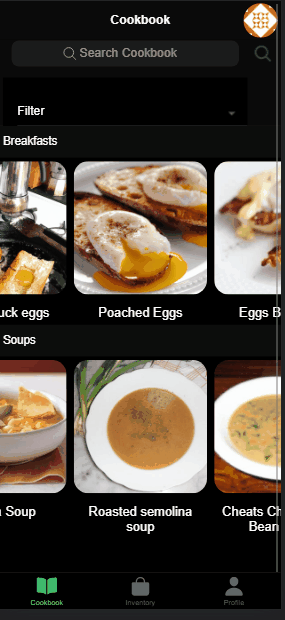 Cookbook
Search Cookbook
Filter
Breakfasts
uck eggs
Poached Eggs
Eggs B
Soups
Soup
Roasted semolina
soup
Cheats Ch
Bean
Cookbook
Inventory
Profile